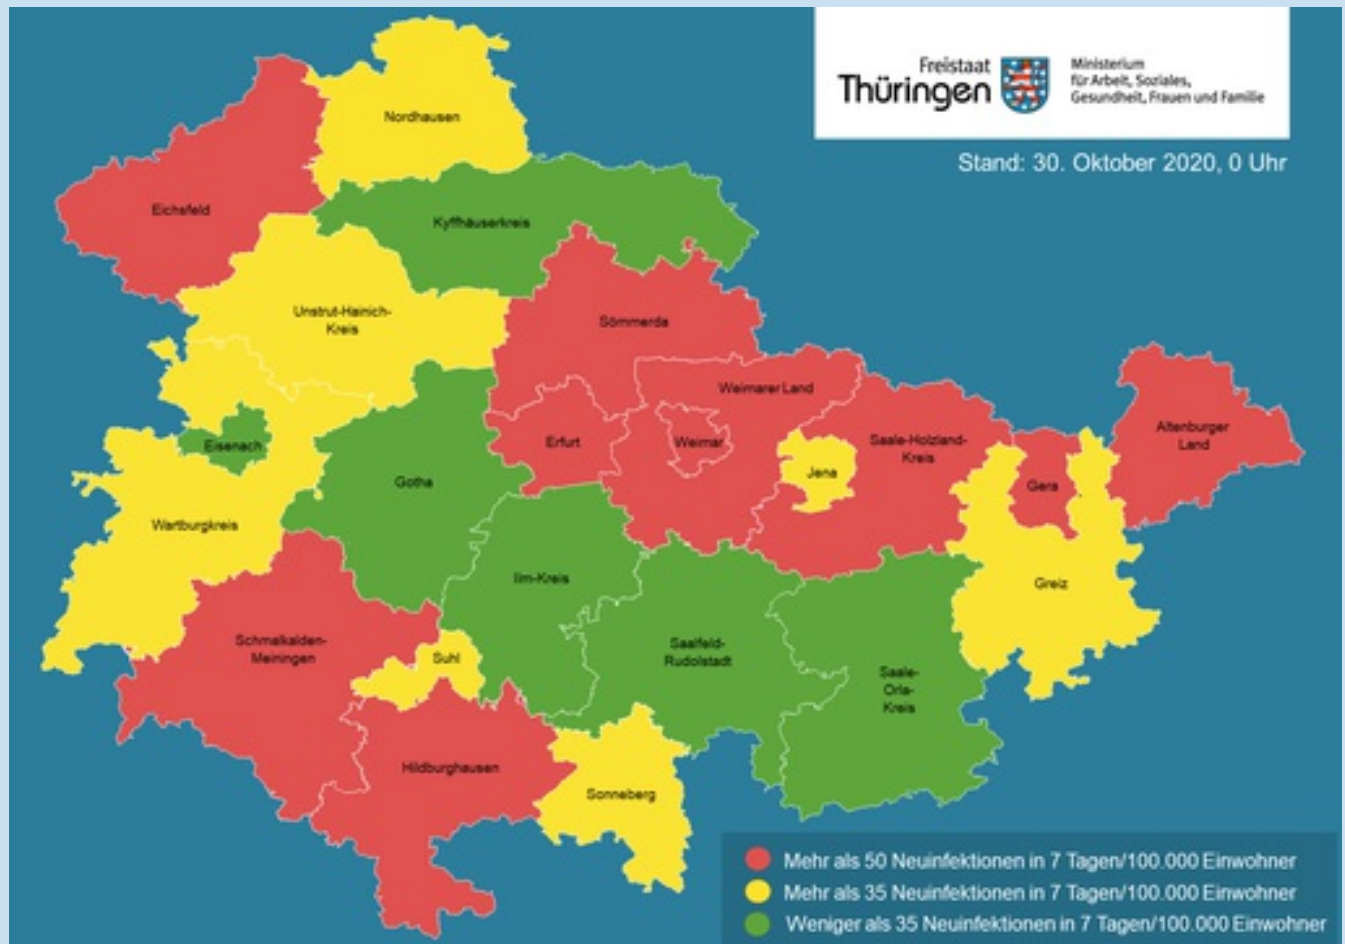 Freistaat
Thüringen
Ministerium
für Arbeit, Soziales,
Gesundheit, Frauen und Familie
Stand: 30. Oktober 2020, 0 Uhr
Nordhausen
Eichsfeld
Kyffhäuserkreis
Unstrut-Hainich-
Kreis
Sömmerda
Weimarer Land
Eisenach
Erfurt
Weimar
Saale-Holzland-
Kreis
Altenburger
Land
Jena
Gotha
Gera
Wartburgkreis
Ilm-Kreis
Greiz
Schmalkalden-
Meiningen
Suhl
Saalfeld-
Rudolstadt
Saale-
Orla-
Kreis
Hildburghausen
Sonneberg
Mehr als 50 Neuinfektionen in 7 Tagen/100.000 Einwohner
Mehr als 35 Neuinfektionen in 7 Tagen/100.000 Einwohner
Weniger als 35 Neuinfektionen in 7 Tagen/100.000 Einwohner